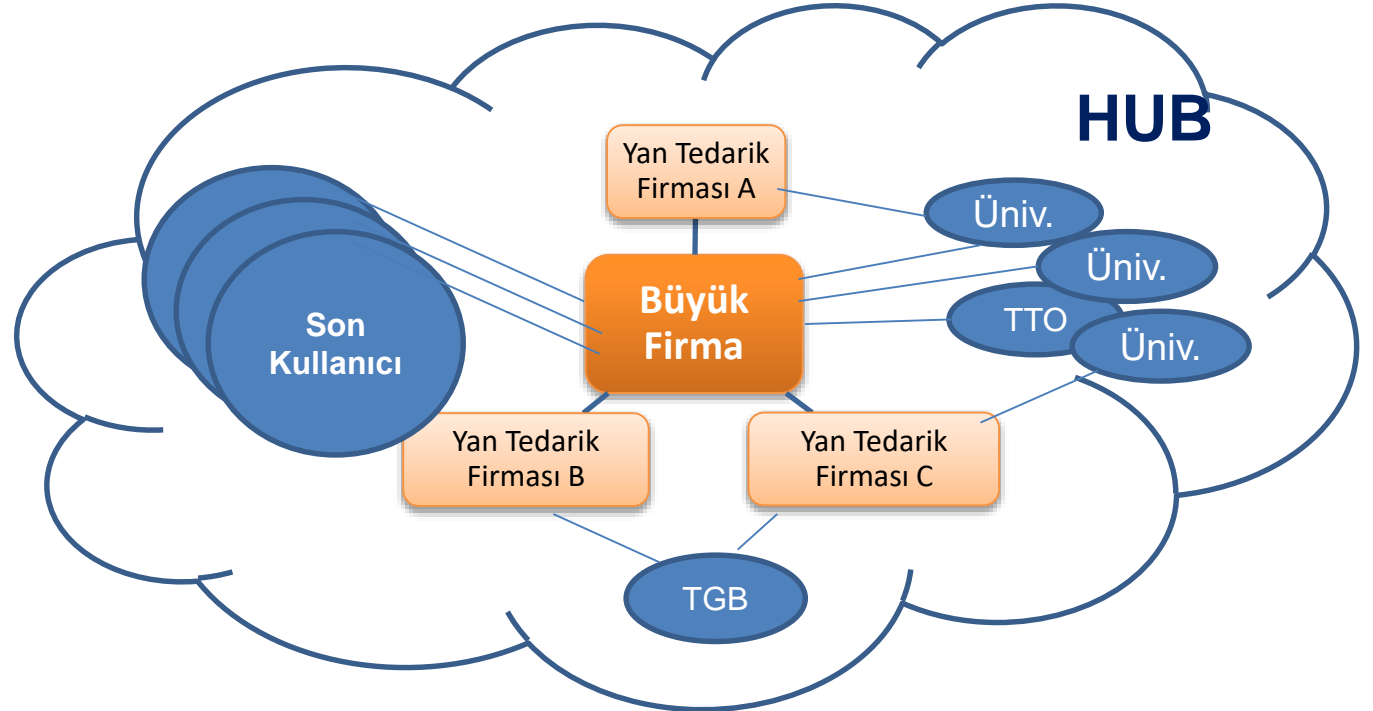 HUB
Yan Tedarik
Firması A
Üniv.
Üniv.
TTO
Üniv.
Büyük
Firma
Son
Kullanıcı
Yan Tedarik
Firması B
Yan Tedarik
Firması C
TGB